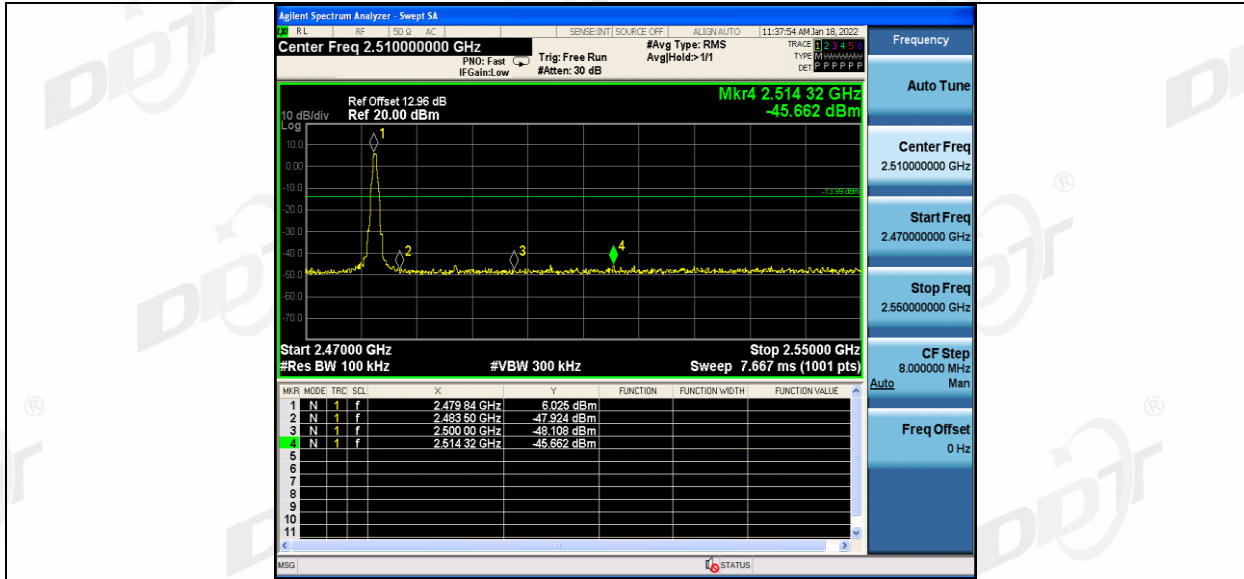 Agilent Spectrum Analyzer - Swept SA
RL RF 50 Ω AC SENSE:INT SOURCE OFF ALIGN AUTO 11:37:54 AM Jan 18, 2022
Center Freq 2.510000000 GHz
PNO: Fast
IFGain:Low
Trig: Free Run
#Atten: 30 dB
#Avg Type: RMS
Avg|Hold:>1/1
TRACE 1 2 3 4 5 6
TYPE M WWWWW
DET P P P P P P
Frequency
Auto Tune
Center Freq
2.510000000 GHz
Start Freq
2.470000000 GHz
Stop Freq
2.550000000 GHz
CF Step
8.000000 MHz
Auto Man
Freq Offset
0 Hz
Mkr4 2.514 32 GHz
-45.662 dBm
Ref Offset 12.96 dB
10 dB/div Ref 20.00 dBm
Log
10.0
0.00
-10.0
-20.0
-30.0
-40.0
-50.0
-60.0
-70.0
1
2
3
4
-13.99 dBm
Start 2.47000 GHz Stop 2.55000 GHz
#Res BW 100 kHz #VBW 300 kHz Sweep 7.667 ms (1001 pts)
MKR MODE TRC SCL X Y FUNCTION FUNCTION WIDTH FUNCTION VALUE
1 N 1 f 2.479 84 GHz 6.025 dBm
2 N 1 f 2.483 50 GHz -47.924 dBm
3 N 1 f 2.500 00 GHz -48.108 dBm
4 N 1 f 2.514 32 GHz -45.662 dBm
5
6
7
8
9
10
11
MSG STATUS